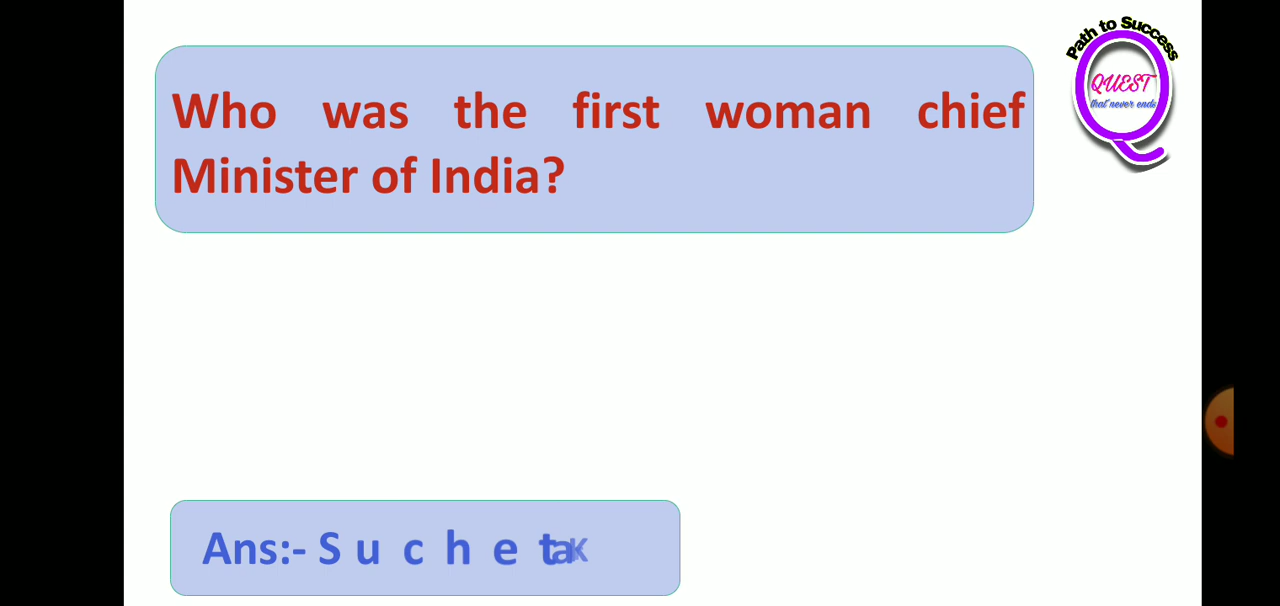 Path to Success
QUEST
that never ends
Who was the first woman chief
Minister of India?
Ans:- S u c h e t a K